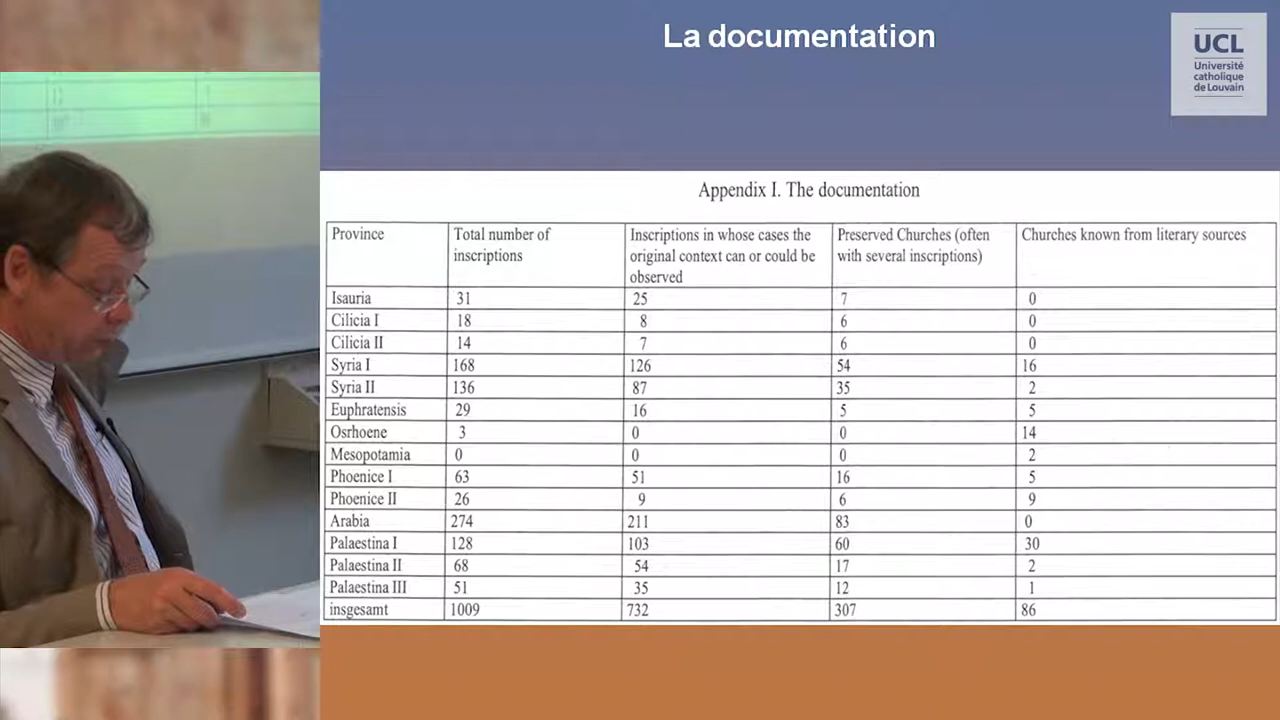 La documentation
UCL
Université
catholique
de Louvain
Appendix I. The documentation
Province
Total number of
inscriptions
Inscriptions in whose cases the
original context can or could be
observed
Preserved Churches (often
with several inscriptions)
Churches known from literary sources
Isauria 31 25 7 0
Cilicia I 18 8 6 0
Cilicia II 14 7 6 0
Syria I 168 126 54 16
Syria II 136 87 35 2
Euphratensis 29 16 5 5
Osrhoene 3 0 0 14
Mesopotamia 0 0 0 2
Phoenice I 63 51 16 5
Phoenice II 26 9 6 9
Arabia 274 211 83 0
Palaestina I 128 103 60 30
Palaestina II 68 54 17 2
Palaestina III 51 35 12 1
insgesamt 1009 732 307 86